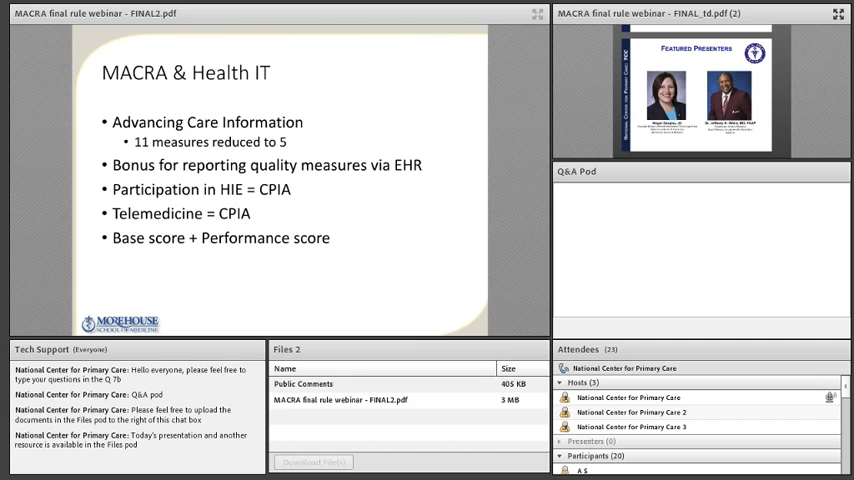 MACRA final rule webinar - FINAL2.pdf
MACRA & Health IT
• Advancing Care Information
• 11 measures reduced to 5
• Bonus for reporting quality measures via EHR
• Participation in HIE = CPIA
• Telemedicine = CPIA
• Base score + Performance score
MOREHOUSE
SCHOOL OF MEDICINE
MACRA final rule webinar - FINAL_td.pdf (2)
FEATURED PRESENTERS
NATIONAL CENTER FOR PRIMARY CARE
Q&A Pod
Tech Support (Everyone)
National Center for Primary Care: Hello everyone, please feel free to
type your questions in the Q 7b
National Center for Primary Care: Q&A pod
National Center for Primary Care: Please feel free to upload the
documents in the Files pod to the right of this chat box
National Center for Primary Care: Today's presentation and another
resource is available in the Files pod
Files 2
Name Size
Public Comments 405 KB
MACRA final rule webinar - FINAL2.pdf 3 MB
Download File(s)
Attendees (23)
National Center for Primary Care
Hosts (3)
National Center for Primary Care
National Center for Primary Care 2
National Center for Primary Care 3
Presenters (0)
Participants (20)
A S